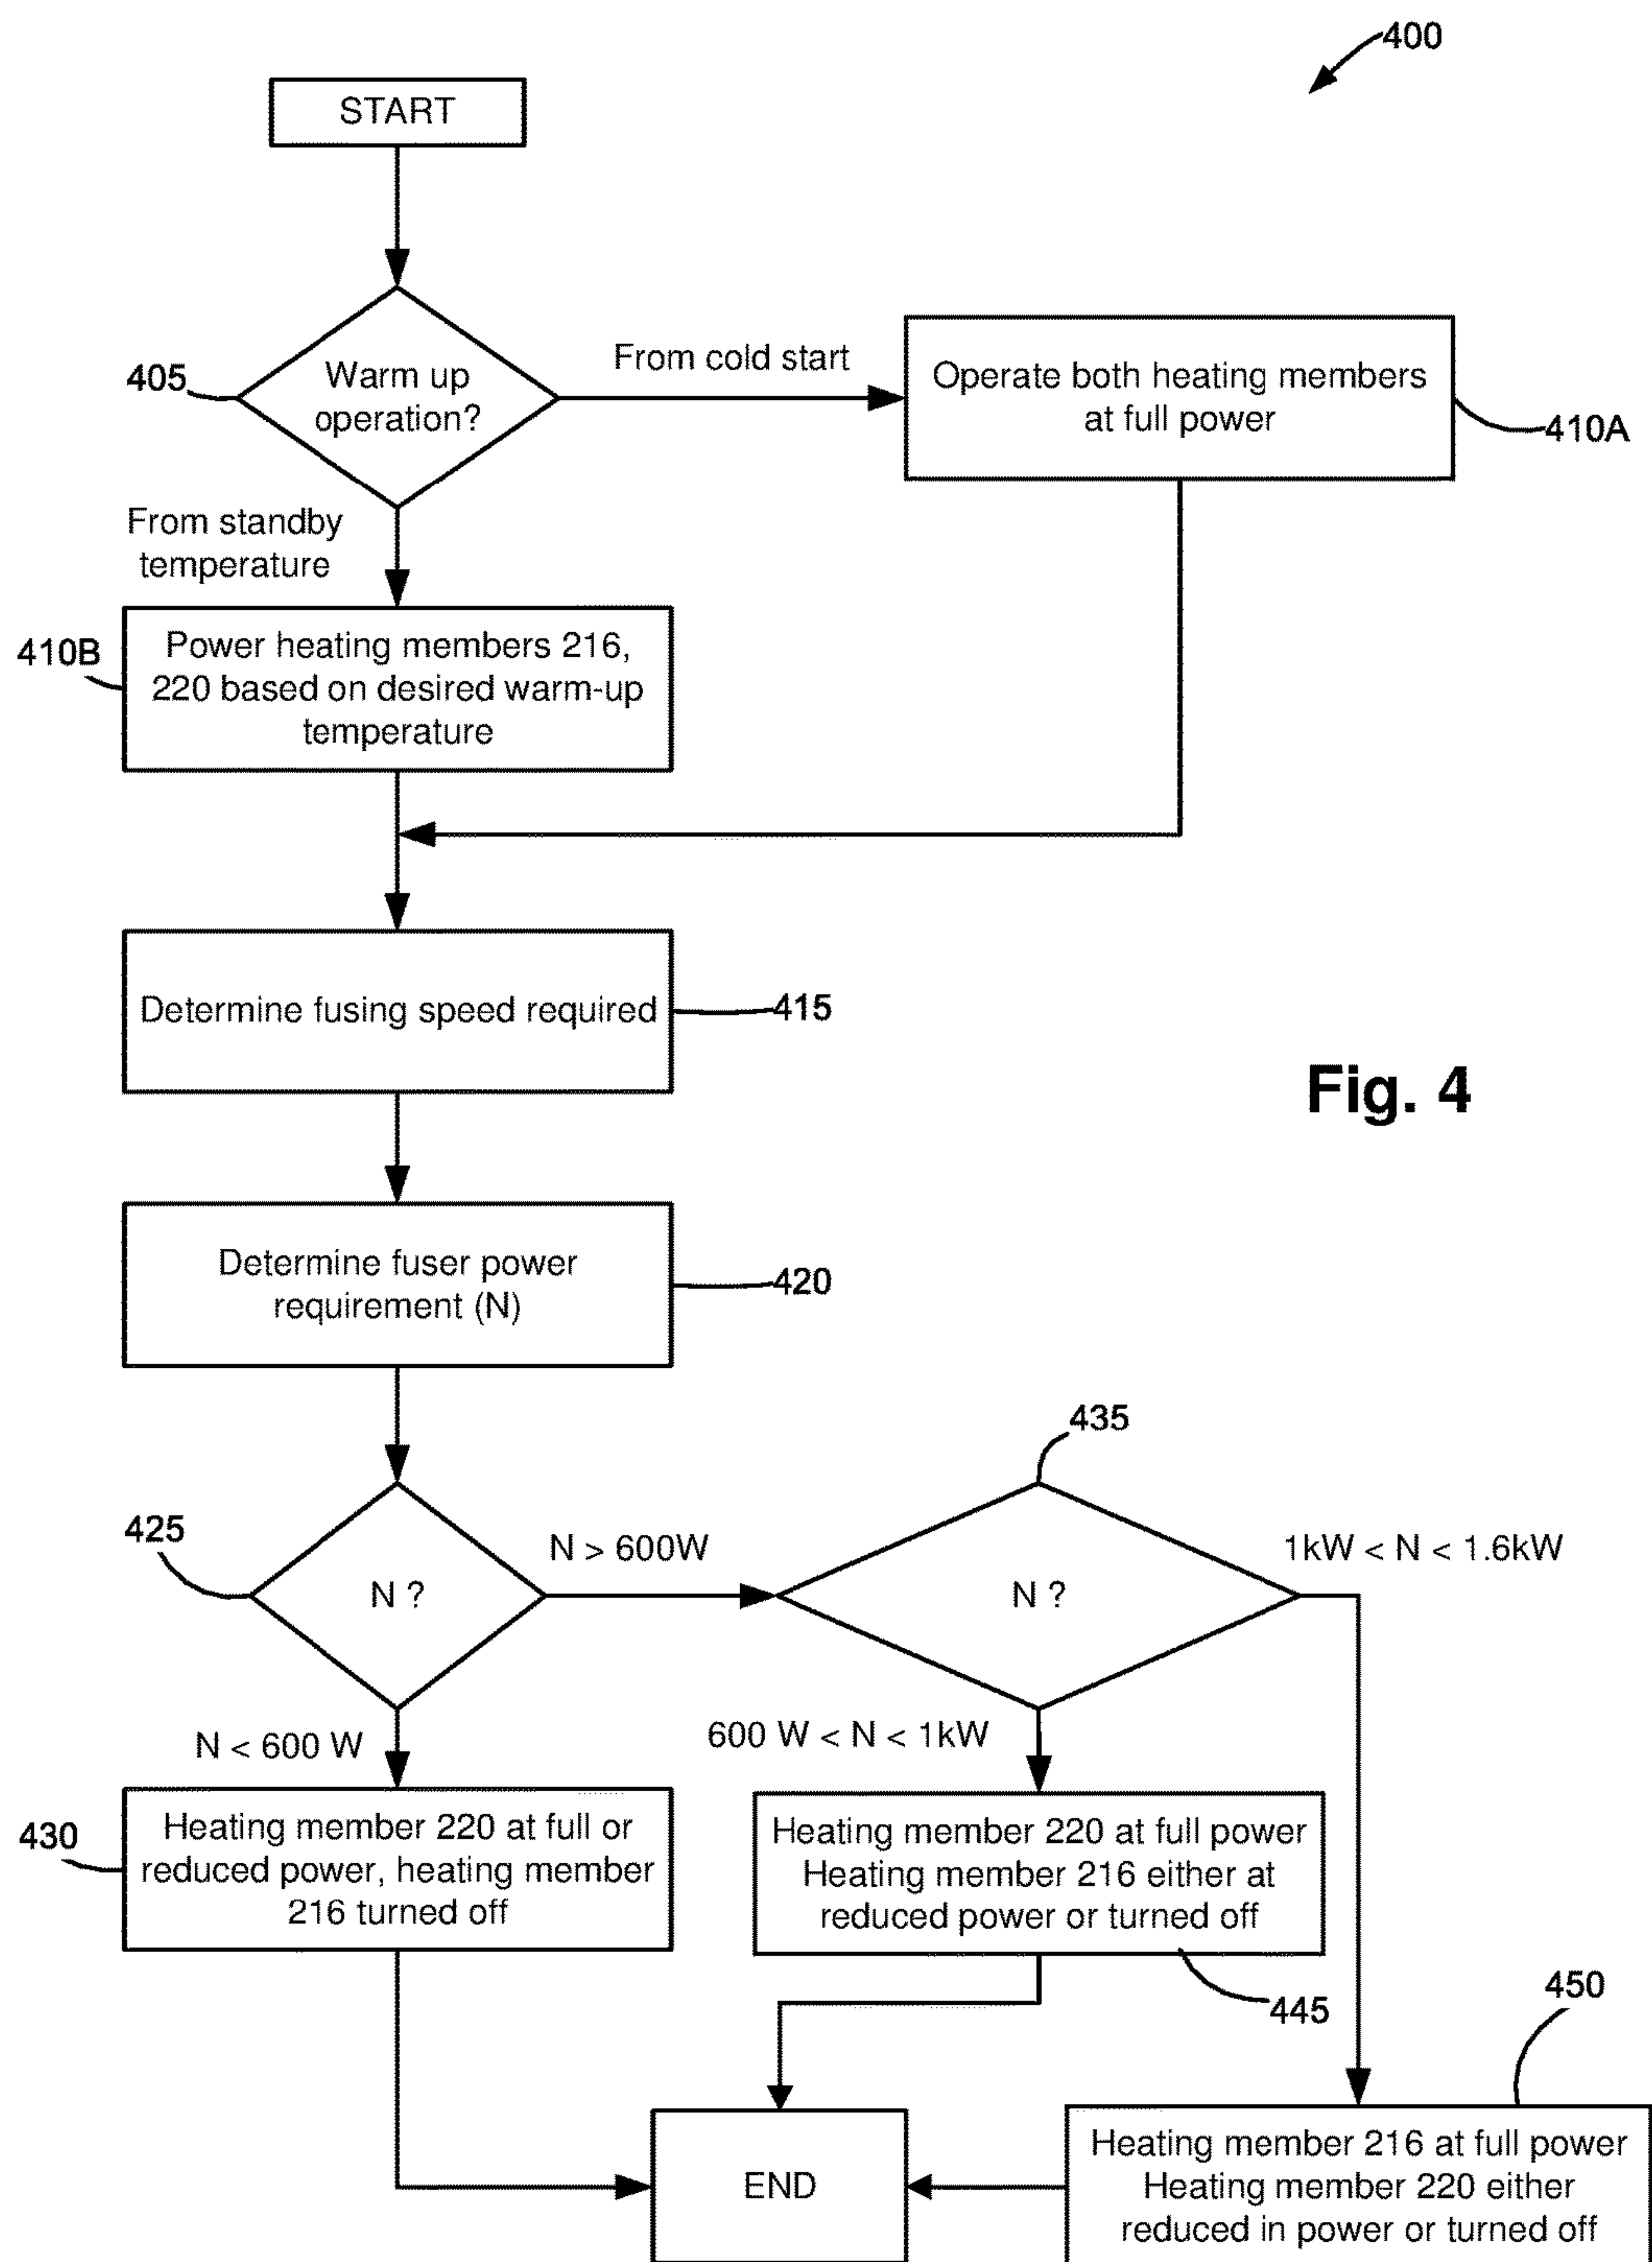 400
START
405
Warm up
operation?
From cold start
Operate both heating members
at full power
410A
From standby
temperature
410B
Power heating members 216,
220 based on desired warm-up
temperature
Determine fusing speed required
415
Fig. 4
Determine fuser power
requirement (N)
420
435
425
N ?
N > 600W
N ?
1kW < N < 1.6kW
N < 600 W
600 W < N < 1kW
430
Heating member 220 at full or
reduced power, heating member
216 turned off
Heating member 220 at full power
Heating member 216 either at
reduced power or turned off
445
450
END
Heating member 216 at full power
Heating member 220 either
reduced in power or turned off